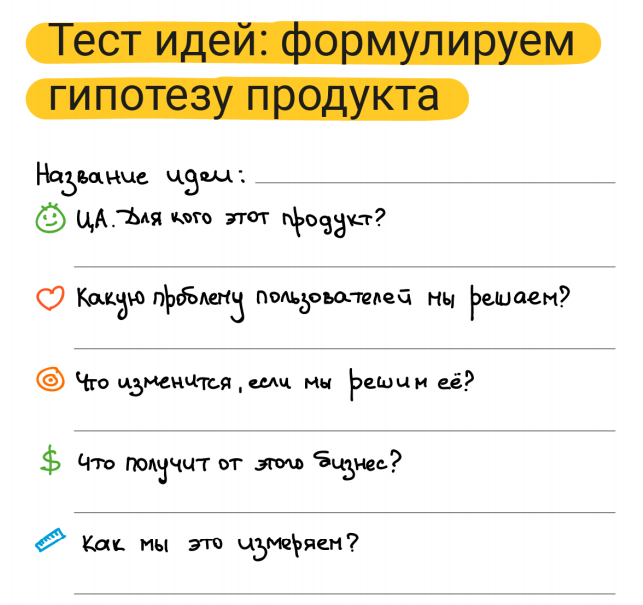 Тест идей: формулируем
гипотезу продукта
Название идеи:
ЦА. Для кого этот продукт?
Какую проблему пользователей мы решаем?
Что изменится, если мы решим её?
$ Что получит от этого бизнес?
Как мы это измеряем?